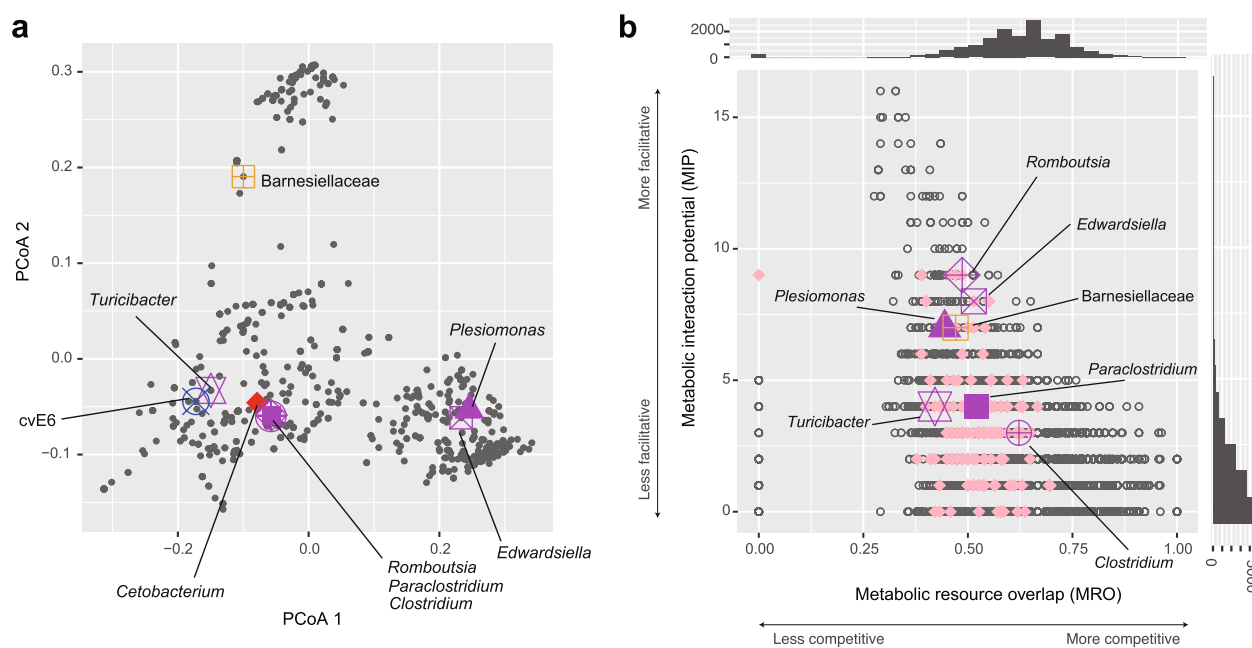 a
PCoA 2
0.3
0.2
0.1
0.0
−0.1
Barnesiellaceae
Turicibacter
Plesiomonas
cvE6
−0.2
0.0
0.2
Cetobacterium
Romboutsia
Paraclostridium
Clostridium
Edwardsiella
PCoA 1
b
2000
0
More facilitative
Less facilitative
Metabolic interaction potential (MIP)
15
10
5
0
Romboutsia
Edwardsiella
Plesiomonas
Barnesiellaceae
Paraclostridium
Turicibacter
Clostridium
0.00
0.25
0.50
0.75
1.00
0
Metabolic resource overlap (MRO)
Less competitive
More competitive